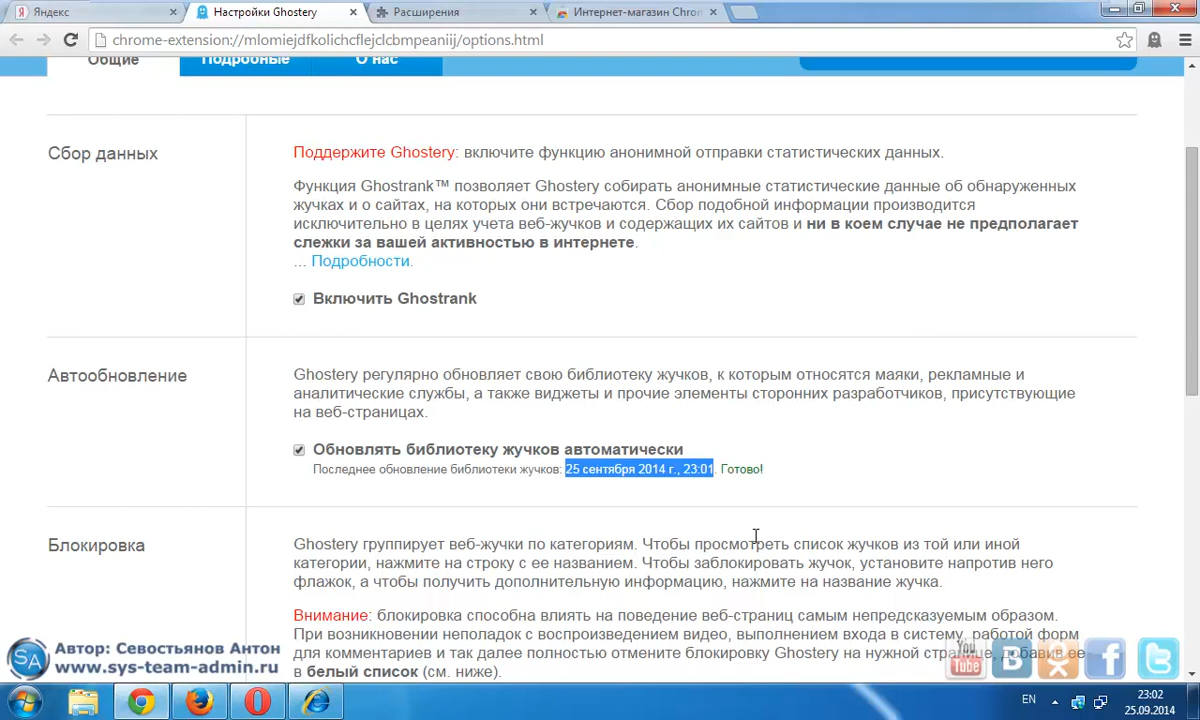 Яндекс
Настройки Ghostery
Расширения
Интернет-магазин Chron
chrome-extension://mlomiejdfkolichcflejclcbmpeaniij/options.html
Общие
Подробные
О нас
Сбор данных
Поддержите Ghostery: включите функцию анонимной отправки статистических данных.
Функция Ghostrank™ позволяет Ghostery собирать анонимные статистические данные об обнаруженных
жучках и о сайтах, на которых они встречаются. Сбор подобной информации производится
исключительно в целях учета веб-жучков и содержащих их сайтов и ни в коем случае не предполагает
слежки за вашей активностью в интернете.
... Подробности.
Включить Ghostrank
Автообновление
Ghostery регулярно обновляет свою библиотеку жучков, к которым относятся маяки, рекламные и
аналитические службы, а также виджеты и прочие элементы сторонних разработчиков, присутствующие
на веб-страницах.
Обновлять библиотеку жучков автоматически
Последнее обновление библиотеки жучков: 25 сентября 2014 г., 23:01. Готово!
Блокировка
Ghostery группирует веб-жучки по категориям. Чтобы просмотреть список жучков из той или иной
категории, нажмите на строку с ее названием. Чтобы заблокировать жучок, установите напротив него
флажок, а чтобы получить дополнительную информацию, нажмите на название жучка.
Внимание: блокировка способна влиять на поведение веб-страниц самым непредсказуемым образом.
При возникновении неполадок с воспроизведением видео, выполнением входа в систему, работой форм
для комментариев и так далее полностью отмените блокировку Ghostery на нужной странице, добавив ее
в белый список (см. ниже).
SA
Автор: Севостьянов Антон
www.sys-team-admin.ru
You Tube
EN
23:02
25.09.2014